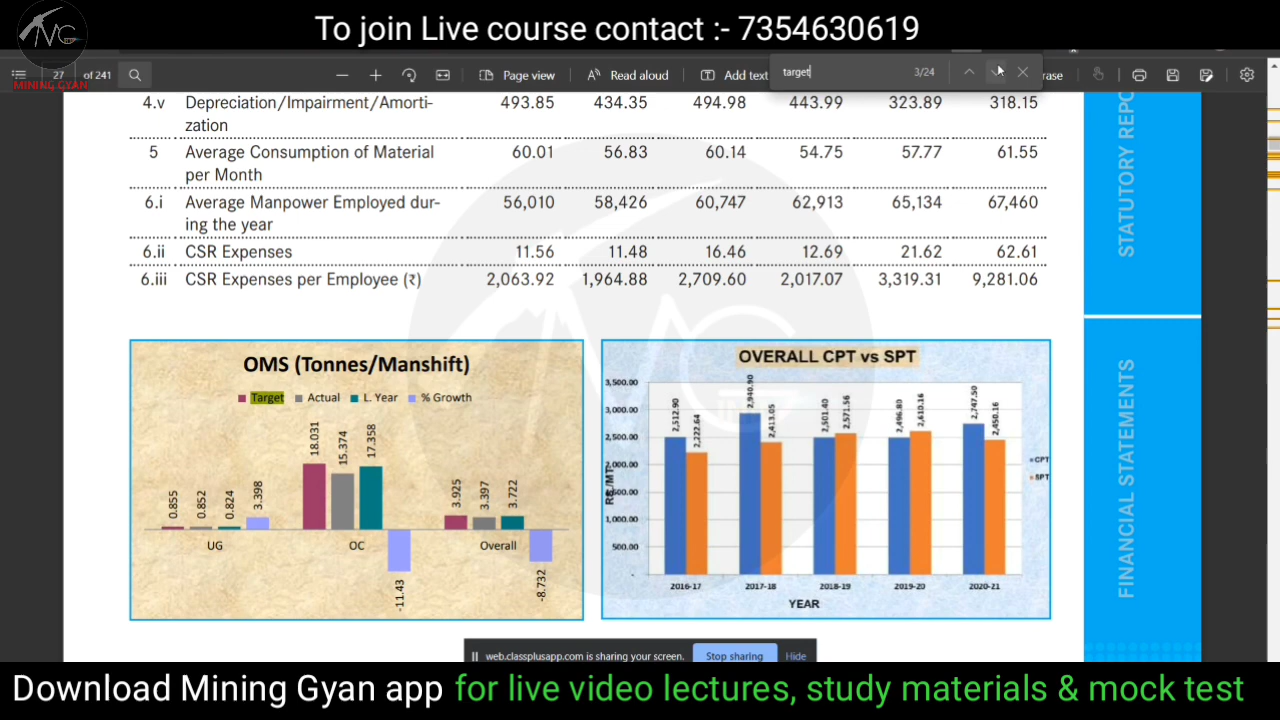 To join Live course contact :- 7354630619
MG
MINING GYAN
27 of 241
Page view
Read aloud
Add text
target 3/24
rase
4.v Depreciation/Impairment/Amorti- 493.85 434.35 494.98 443.99 323.89 318.15
zation
5 Average Consumption of Material 60.01 56.83 60.14 54.75 57.77 61.55
per Month
6.i Average Manpower Employed dur- 56,010 58,426 60,747 62,913 65,134 67,460
ing the year
6.ii CSR Expenses 11.56 11.48 16.46 12.69 21.62 62.61
6.iii CSR Expenses per Employee (₹) 2,063.92 1,964.88 2,709.60 2,017.07 3,319.31 9,281.06
STATUTORY REPO
FINANCIAL STATEMENTS
OMS (Tonnes/Manshift)
Target Actual L. Year % Growth
0.855 0.852 0.824 3.398
18.031 15.374 17.358 -11.43
3.925 3.397 3.722 -8.732
UG OC Overall
OVERALL CPT vs SPT
3,500.00
3,000.00
2,500.00
2,000.00
1,500.00
1,000.00
500.00
-
2,512.90 2,222.64
2,940.90 2,413.05
2,501.40 2,571.56
2,496.80 2,610.16
2,747.50 2,450.16
CPT
SPT
2016-17 2017-18 2018-19 2019-20 2020-21
YEAR
web.classplusapp.com is sharing your screen. Stop sharing Hide
Download Mining Gyan app for live video lectures, study materials & mock test